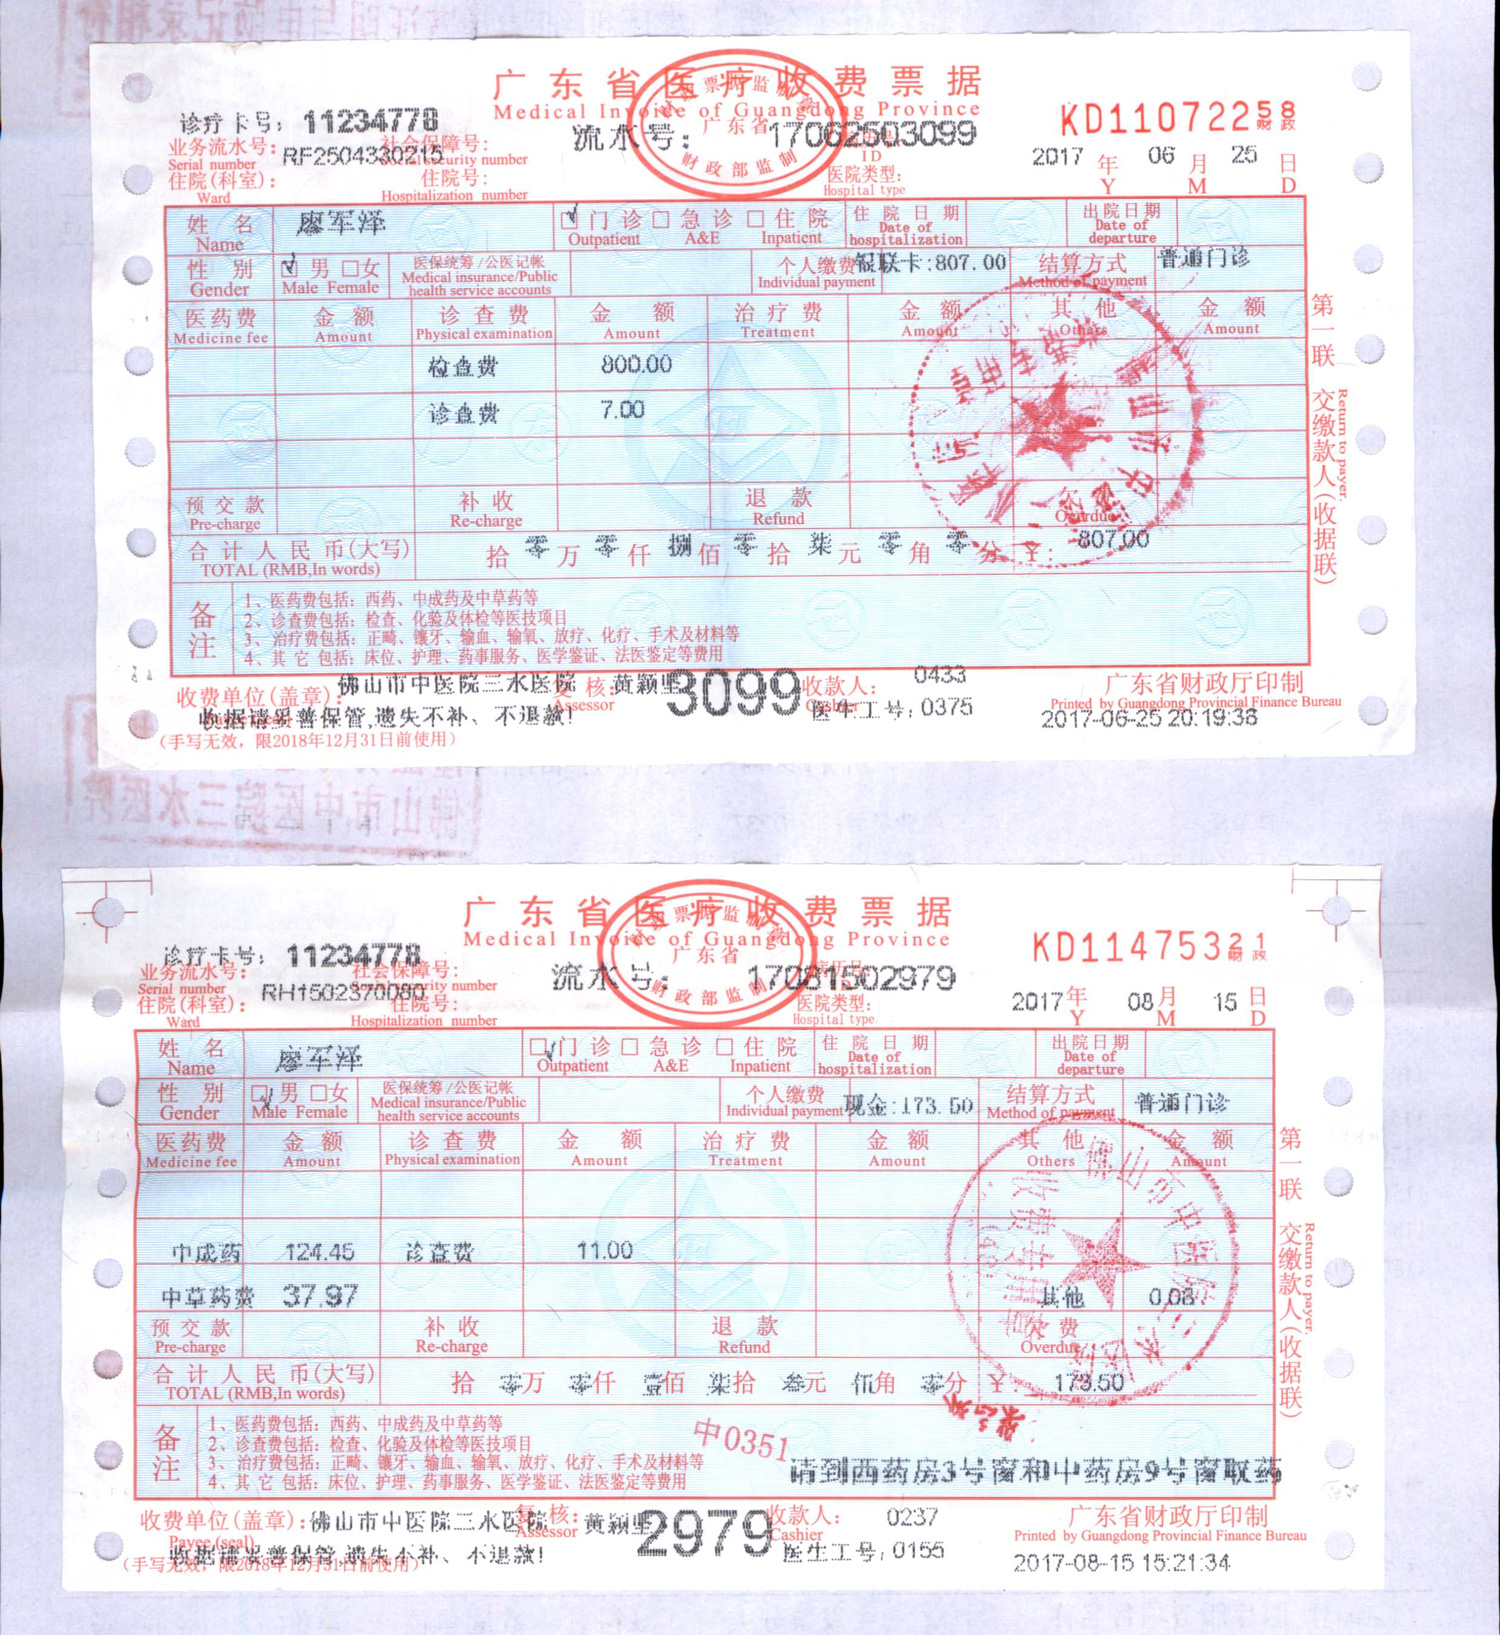 广东省医疗收费票据
Medical Invoice of Guangdong Province
诊疗卡号: 11234778
流水号: 17062503099
KD11072258
财政
业务流水号: RF2504330215 社会保障号:
Serial number Social security number
ID
2017 年 06 月 25 日
Y M D
住院(科室): 住院号: 医院类型:
Ward Hospitalization number Hospital type
票据监制
广东省
财政部监制
姓名 廖军泽 门诊 急诊 住院 住院日期 出院日期
Name Outpatient A&E Inpatient Date of hospitalization Date of departure
性别 男 女 医保统筹/公医记帐 个人缴费 银联卡:807.00 结算方式 普通门诊
Gender Male Female Medical insurance/Public health service accounts Individual payment Method of payment
医药费 金额 诊查费 金额 治疗费 金额 其他 金额
Medicine fee Amount Physical examination Amount Treatment Amount Others Amount
检查费 800.00
诊查费 7.00
预交款 补收 退款 欠费
Pre-charge Re-charge Refund Overdue
合计人民币(大写) 拾 零万 零仟 捌佰 零拾 柒元 零角 零分 ¥: 807.00
TOTAL (RMB,In words)
备注
1、医药费包括: 西药、中成药及中草药等
2、诊查费包括: 检查、化验及体检等医技项目
3、治疗费包括: 正畸、镶牙、输血、输氧、放疗、化疗、手术及材料等
4、其它 包括: 床位、护理、药事服务、医学鉴证、法医鉴定等费用
第一联 交缴款人(收据联)
Return to payer.
收费单位(盖章): 佛山市中医院三水医院 复核: 黄颖坚 3099 收款人: 0433 广东省财政厅印制
Assessor Cashier Printed by Guangdong Provincial Finance Bureau
收据请妥善保管,遗失不补、不退款! 医生工号: 0375 2017-06-25 20:19:38
(手写无效, 限2018年12月31日前使用)
佛山市中医院三水医院
广东省医疗收费票据
Medical Invoice of Guangdong Province
诊疗卡号: 11234778
流水号: 17081502979
KD11475321
财政
业务流水号: RH1502370080 社会保障号:
Serial number Social security number
2017 年 08 月 15 日
Y M D
住院(科室): 住院号: 医院类型:
Ward Hospitalization number Hospital type
票据监制
广东省
财政部监制
姓名 廖军泽 门诊 急诊 住院 住院日期 出院日期
Name Outpatient A&E Inpatient Date of hospitalization Date of departure
性别 男 女 医保统筹/公医记帐 个人缴费 现金:173.50 结算方式 普通门诊
Gender Male Female Medical insurance/Public health service accounts Individual payment Method of payment
医药费 金额 诊查费 金额 治疗费 金额 其他 金额
Medicine fee Amount Physical examination Amount Treatment Amount Others Amount
佛山市中医院三水医院
中成药 124.45 诊查费 11.00
中草药费 37.97 其他 0.08
预交款 补收 退款 欠费
Pre-charge Re-charge Refund Overdue
合计人民币(大写) 拾 零万 零仟 壹佰 柒拾 叁元 伍角 零分 ¥: 173.50
TOTAL (RMB,In words)
备注
1、医药费包括: 西药、中成药及中草药等
2、诊查费包括: 检查、化验及体检等医技项目
3、治疗费包括: 正畸、镶牙、输血、输氧、放疗、化疗、手术及材料等
4、其它 包括: 床位、护理、药事服务、医学鉴证、法医鉴定等费用
中0351
请到西药房3号窗和中药房9号窗取药
第一联 交缴款人(收据联)
Return to payer.
收费单位(盖章): 佛山市中医院三水医院 复核: 黄颖坚 2979 收款人: 0237 广东省财政厅印制
Payee (seal) Assessor Cashier Printed by Guangdong Provincial Finance Bureau
收据请妥善保管,遗失不补、不退款! 医生工号: 0155 2017-08-15 15:21:34
(手写无效, 限2018年12月31日前使用)